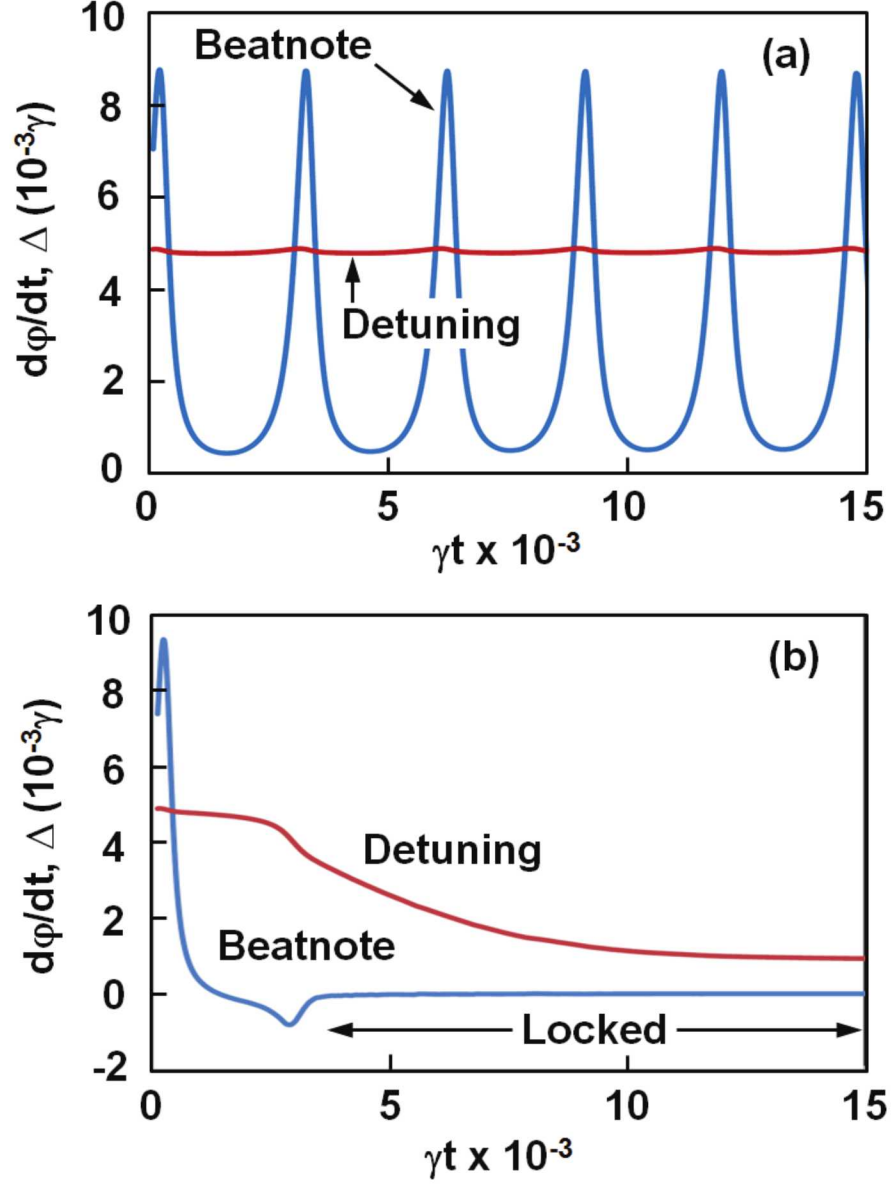 10
8
6
4
2
0
dφ/dt, Δ (10⁻³γ)
Beatnote
(a)
Detuning
0 5 10 15
γt x 10⁻³
10
8
6
4
2
0
-2
dφ/dt, Δ (10⁻³γ)
(b)
Detuning
Beatnote
Locked
0 5 10 15
γt x 10⁻³